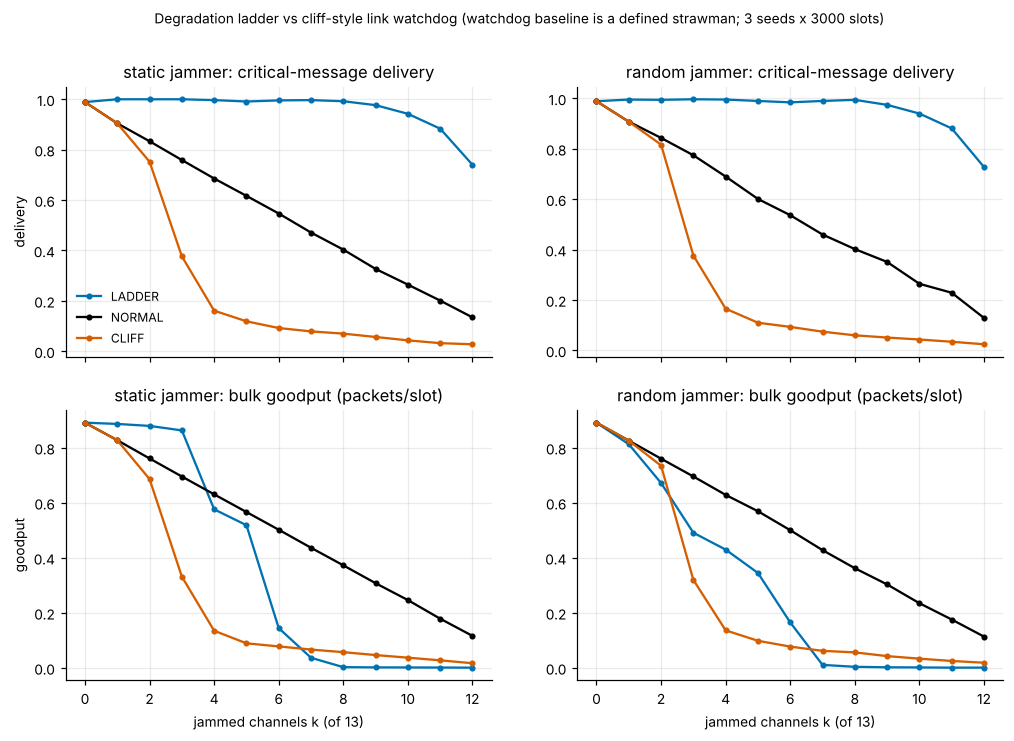 Degradation ladder vs cliff-style link watchdog (watchdog baseline is a defined strawman; 3 seeds x 3000 slots)
static jammer: critical-message delivery
random jammer: critical-message delivery
delivery
1.0
0.8
0.6
0.4
0.2
0.0
LADDER
NORMAL
CLIFF
1.0
0.8
0.6
0.4
0.2
0.0
static jammer: bulk goodput (packets/slot)
random jammer: bulk goodput (packets/slot)
goodput
0.8
0.6
0.4
0.2
0.0
0 2 4 6 8 10 12
jammed channels k (of 13)
0.8
0.6
0.4
0.2
0.0
0 2 4 6 8 10 12
jammed channels k (of 13)